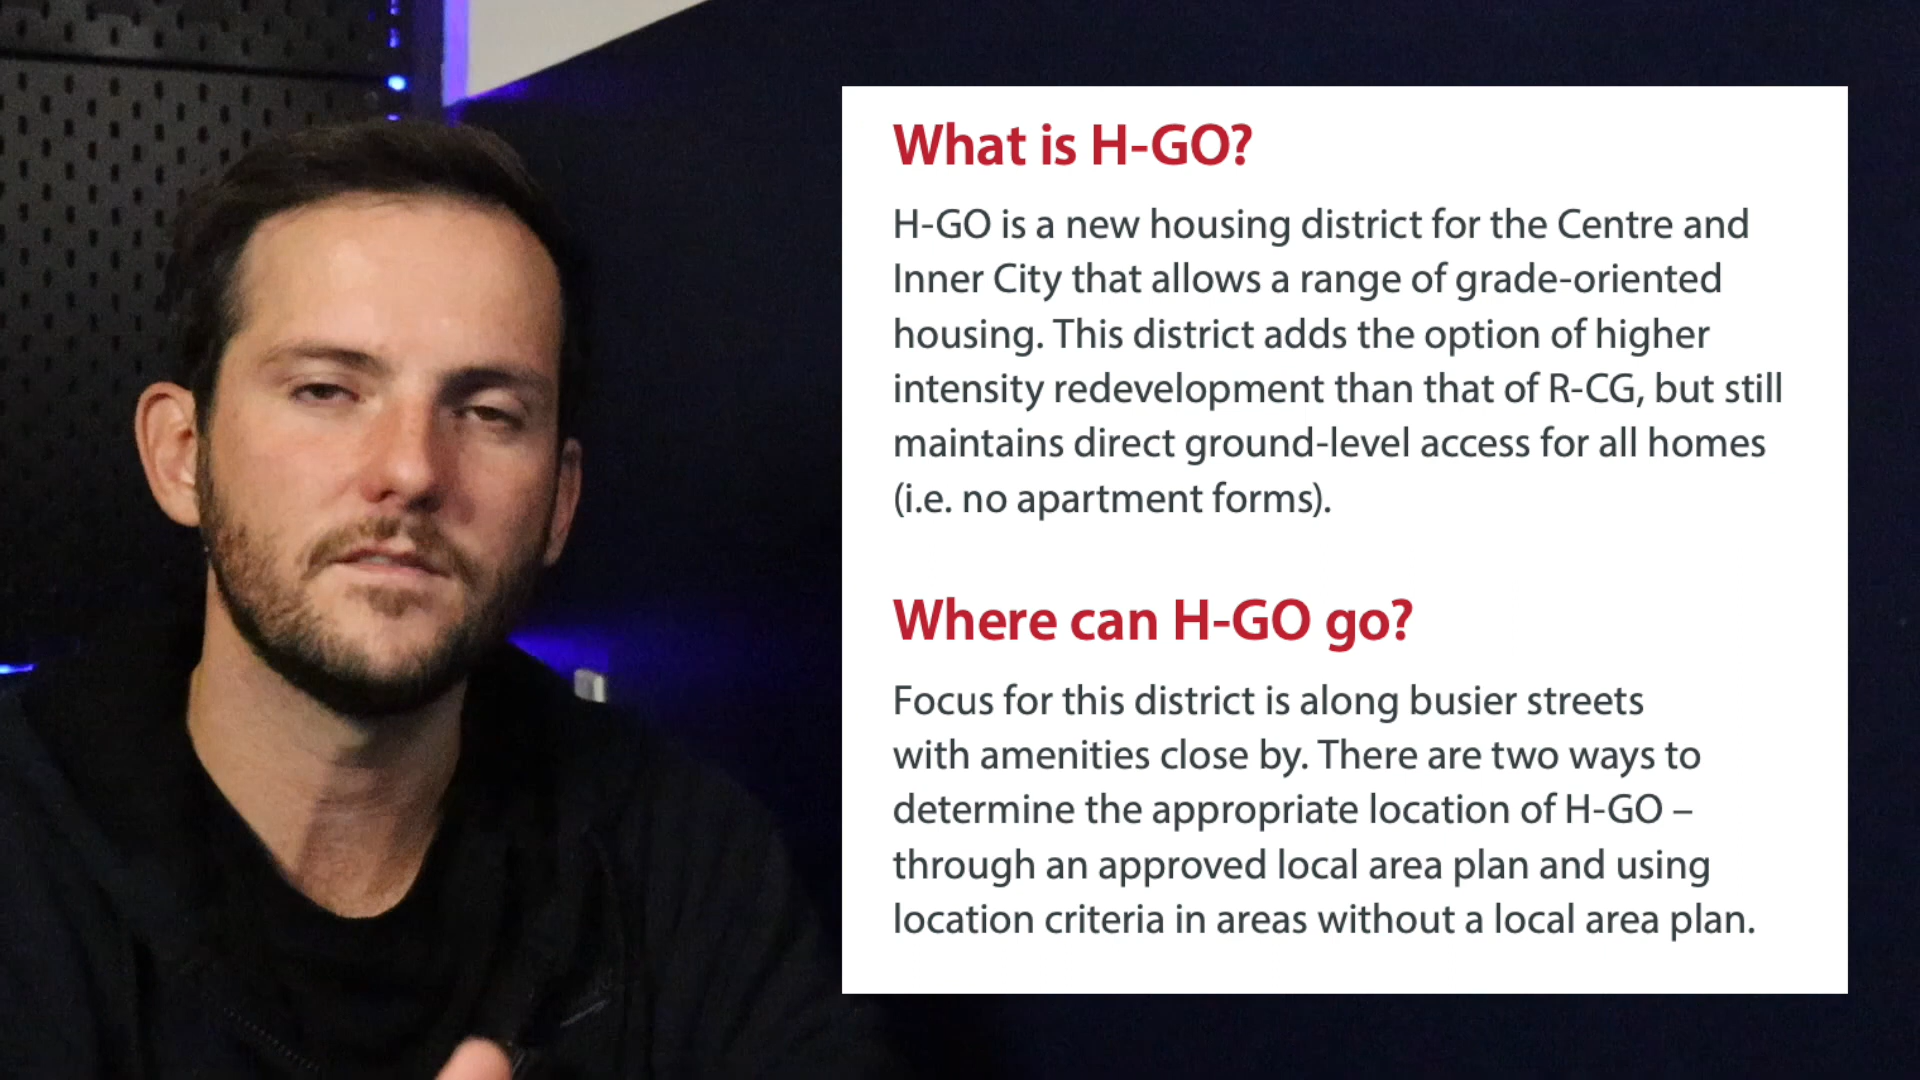 What is H-GO?
H-GO is a new housing district for the Centre and
Inner City that allows a range of grade-oriented
housing. This district adds the option of higher
intensity redevelopment than that of R-CG, but still
maintains direct ground-level access for all homes
(i.e. no apartment forms).
Where can H-GO go?
Focus for this district is along busier streets
with amenities close by. There are two ways to
determine the appropriate location of H-GO –
through an approved local area plan and using
location criteria in areas without a local area plan.